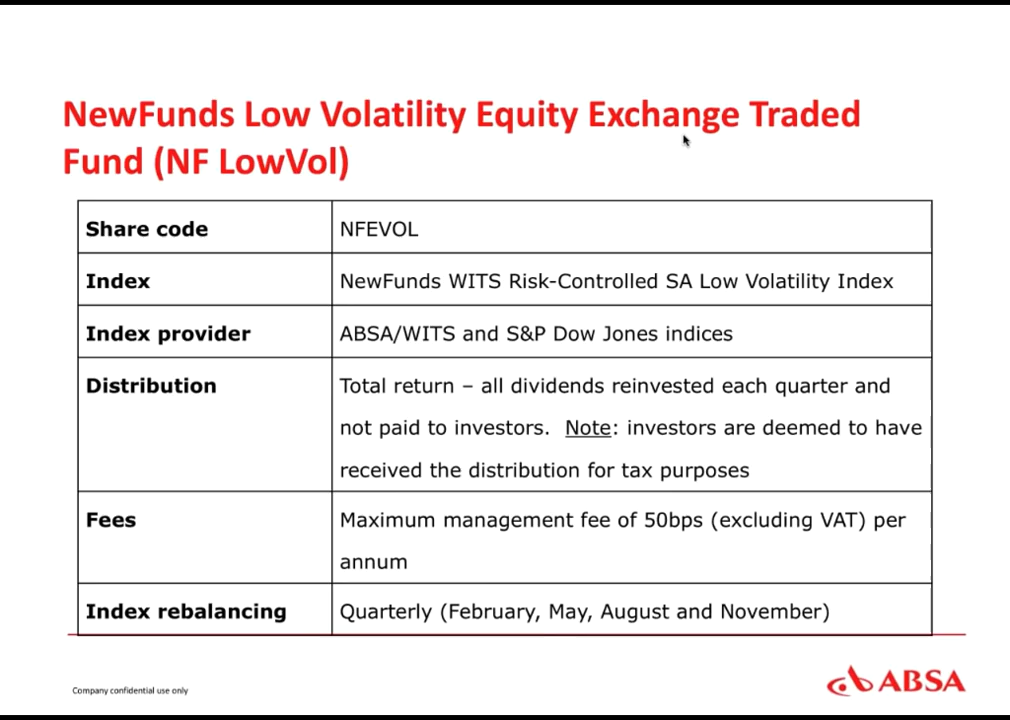 NewFunds Low Volatility Equity Exchange Traded
Fund (NF LowVol)
Share code
NFEVOL
Index
NewFunds WITS Risk-Controlled SA Low Volatility Index
Index provider
ABSA/WITS and S&P Dow Jones indices
Distribution
Total return – all dividends reinvested each quarter and
not paid to investors. Note: investors are deemed to have
received the distribution for tax purposes
Fees
Maximum management fee of 50bps (excluding VAT) per
annum
Index rebalancing
Quarterly (February, May, August and November)
Company confidential use only
ABSA